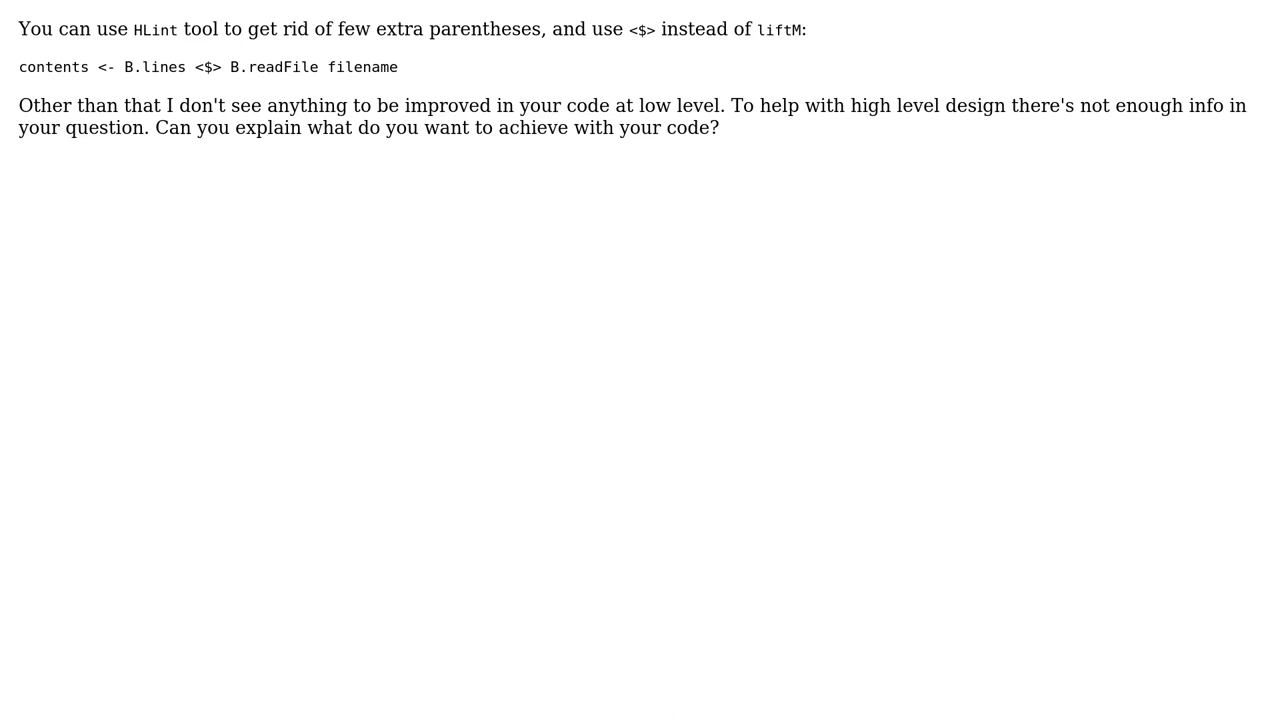 You can use HLint tool to get rid of few extra parentheses, and use <$> instead of liftM:
contents <- B.lines <$> B.readFile filename
Other than that I don't see anything to be improved in your code at low level. To help with high level design there's not enough info in
your question. Can you explain what do you want to achieve with your code?